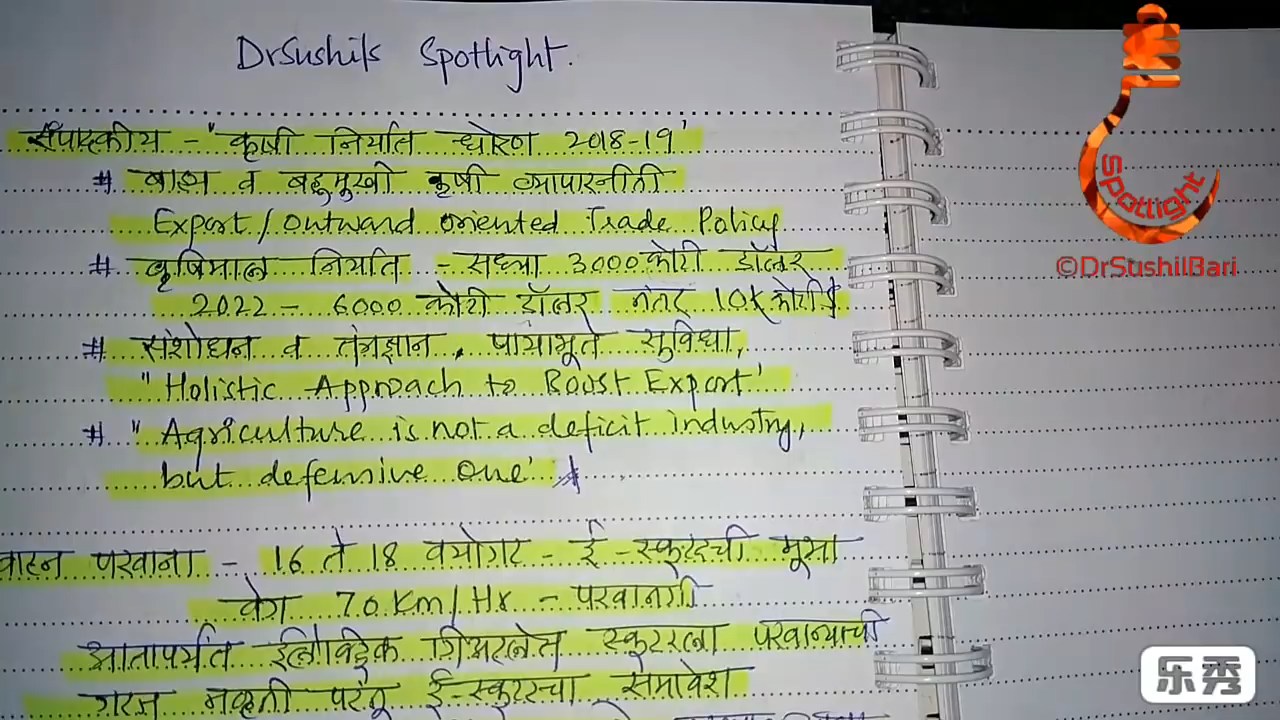 DrSushil's Spotlight.
संपादकीय - "कृषी निर्यात धोरण 2018-19'
# बाह्य व बहुमुखी कृषी व्यापारनीती
Export/outward oriented Trade Policy
# कृषिमाल निर्यात - सध्या 3000 कोटी डॉलर
2022 - 6000 कोटी डॉलर नंतर 10k कोटी $
# संशोधन व तंत्रज्ञान, पायाभूत सुविधा,
"Holistic Approach to Boost Export'
# "Agriculture is not a deficit industry,
but defensive one'
वाहन परवाना - 16 ते 18 वयोगट - ई-स्कूटरची मूभा
वेग 70 Km/Hr - परवानगी
आतापर्यंत इलेक्ट्रिक गिअरलेस स्कुटरला परवान्याची
गरज नव्हती परंतू ई-स्कुटरचा समावेश
Spotlight
©DrSushilBari
乐秀